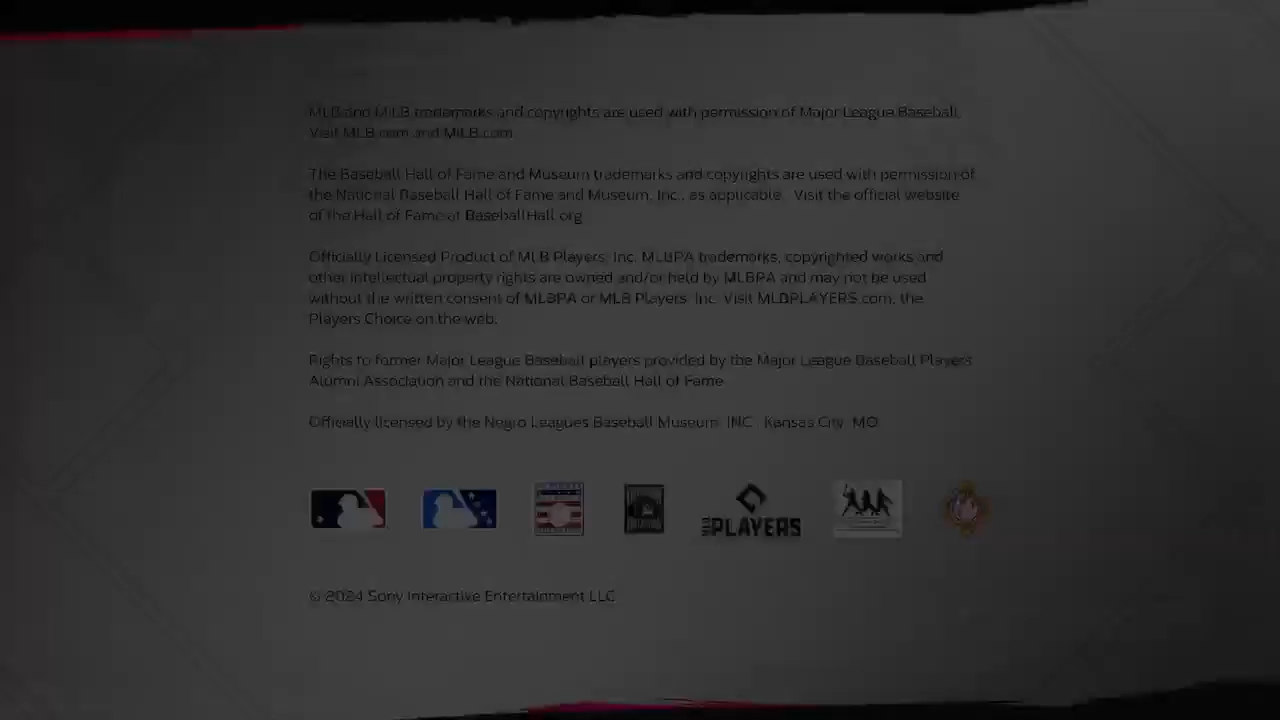 MLB and MiLB trademarks and copyrights are used with permission of Major League Baseball.
Visit MLB.com and MiLB.com.
The Baseball Hall of Fame and Museum trademarks and copyrights are used with permission of
the National Baseball Hall of Fame and Museum, Inc., as applicable. Visit the official website
of the Hall of Fame at BaseballHall.org
Officially Licensed Product of MLB Players, Inc. MLBPA trademarks, copyrighted works and
other intellectual property rights are owned and/or held by MLBPA and may not be used
without the written consent of MLBPA or MLB Players, Inc. Visit MLBPLAYERS.com, the
Players Choice on the web.
Rights to former Major League Baseball players provided by the Major League Baseball Players
Alumni Association and the National Baseball Hall of Fame
Officially licensed by the Negro Leagues Baseball Museum, INC., Kansas City, MO
MLB PLAYERS
© 2024 Sony Interactive Entertainment LLC